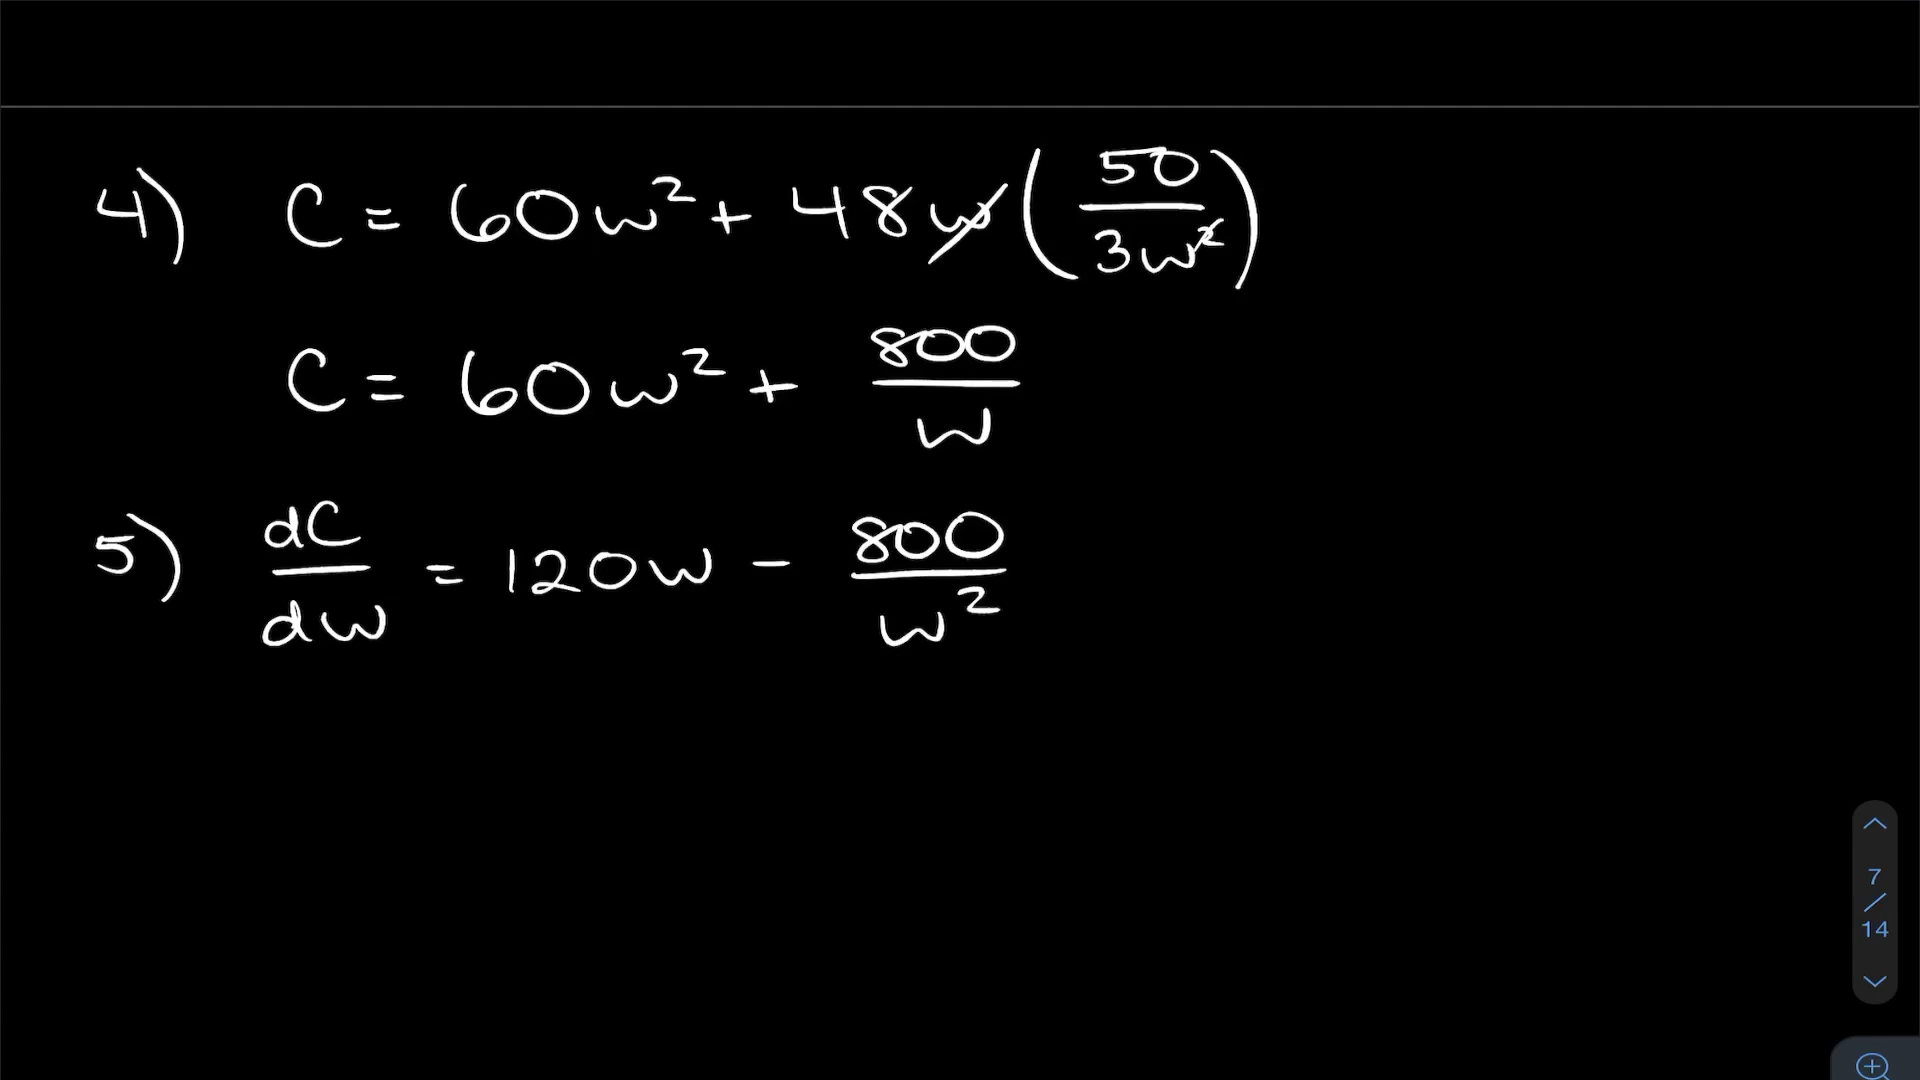 4) C = 60w² + 48w(50/3w²)
C = 60w² + 800/w
5) dC/dw = 120w - 800/w²
7
/
14